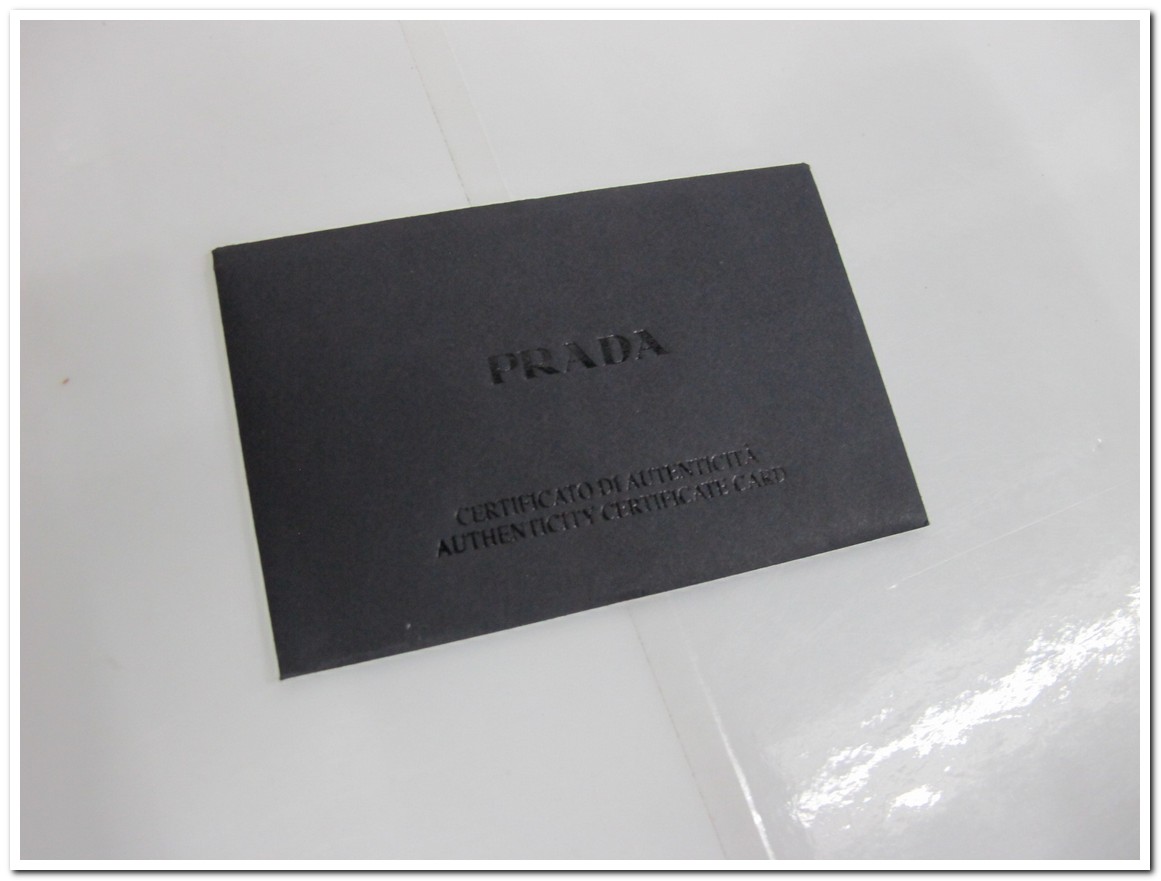 PRADA
CERTIFICATO DI AUTENTICITÀ
AUTHENTICITY CERTIFICATE CARD